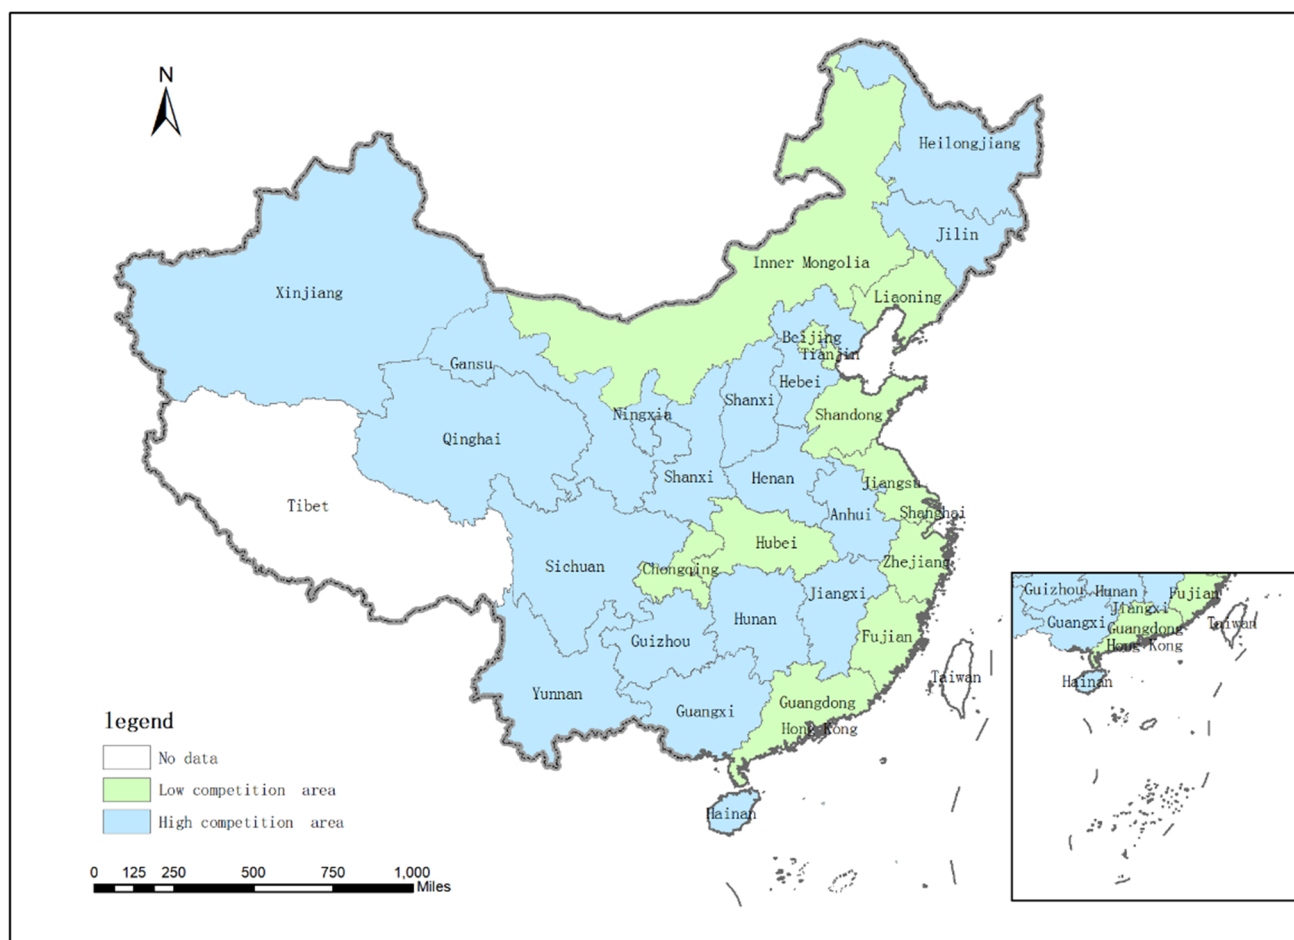 N
Heilongjiang
Jilin
Inner Mongolia
Liaoning
Xinjiang
Beijing
Tianjin
Gansu
Hebei
Shanxi
Ningxia
Shandong
Qinghai
Shanxi
Henan
Jiangsu
Tibet
Anhui
Shanghai
Hubei
Sichuan
Chongqing
Zhejiang
Jiangxi
Hunan
Guizhou
Fujian
Taiwan
Yunnan
Guangxi
Guangdong
Hong Kong
Hainan
legend
No data
Low competition area
High competition area
0 125 250 500 750 1,000
Miles
Guizhou
Hunan
Fujian
Jiangxi
Guangxi
Taiwan
Guangdong
Hong Kong
Hainan